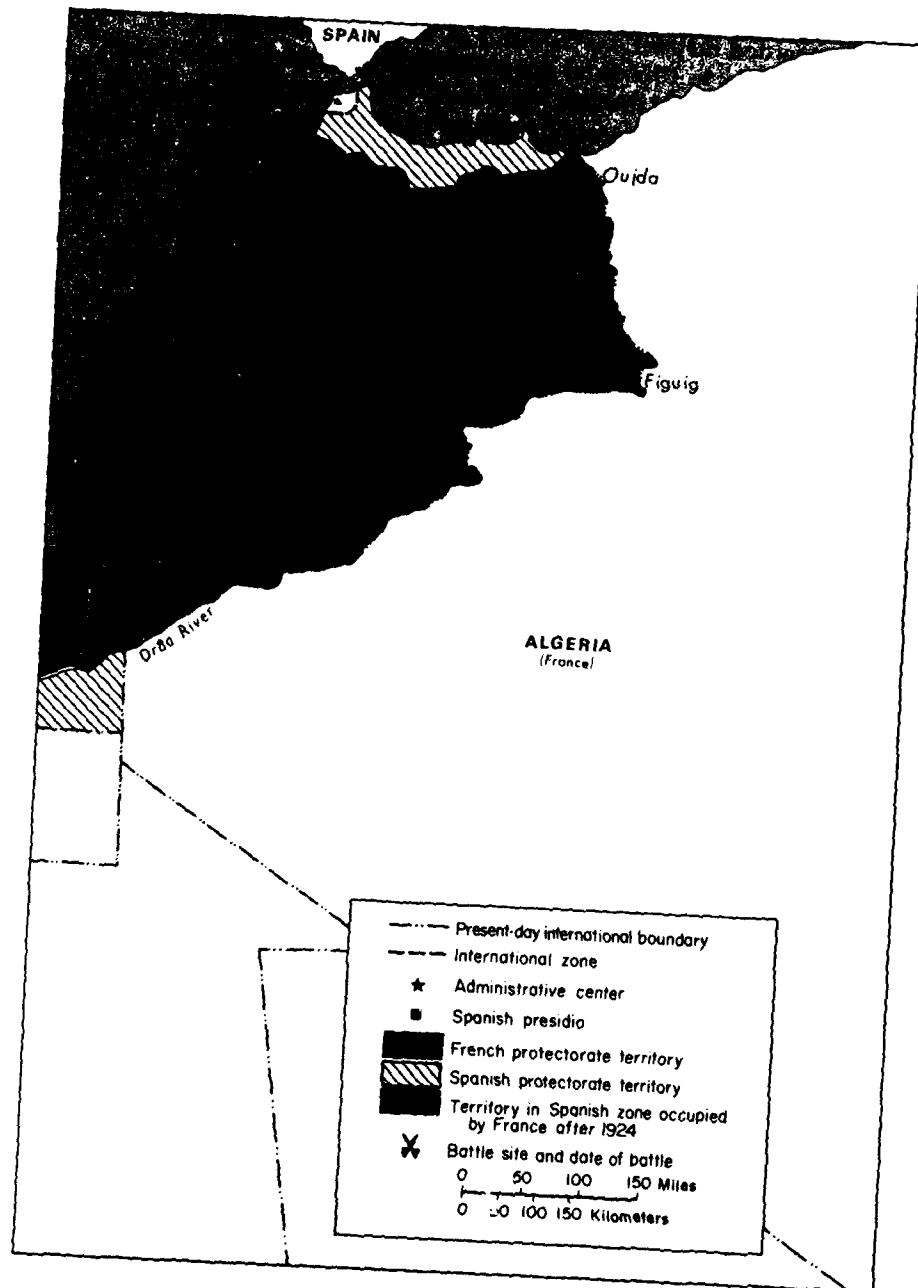 SPAIN
Oujda
Figuig
Drâa River
ALGERIA
(France)
Present-day international boundary
International zone
Administrative center
Spanish presidio
French protectorate territory
Spanish protectorate territory
Territory in Spanish zone occupied
by France after 1924
Battle site and date of battle
0 50 100 150 Miles
0 50 100 150 Kilometers